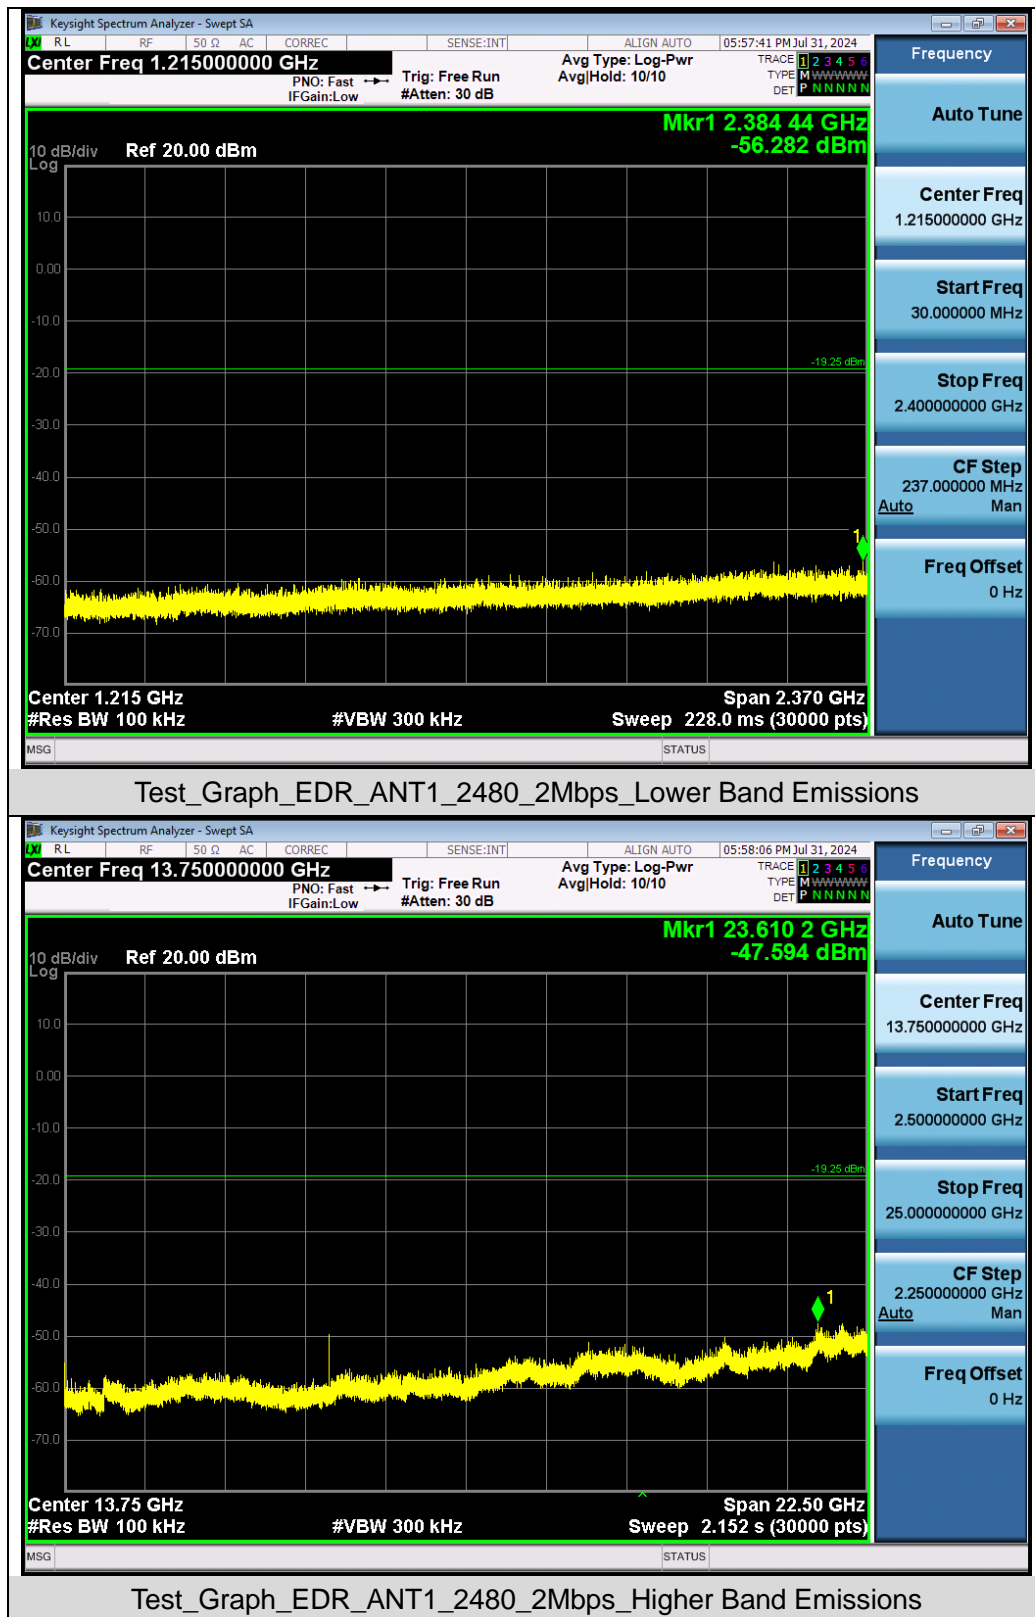 Keysight Spectrum Analyzer - Swept SA
LXI RL RF 50 Ω AC CORREC SENSE:INT ALIGN AUTO 05:57:41 PM Jul 31, 2024
Center Freq 1.215000000 GHz
PNO: Fast
IFGain:Low
Trig: Free Run
#Atten: 30 dB
Avg Type: Log-Pwr
Avg|Hold: 10/10
TRACE 1 2 3 4 5 6
TYPE M WWWWW
DET P N N N N N
Frequency
Auto Tune
Center Freq
1.215000000 GHz
Start Freq
30.000000 MHz
Stop Freq
2.400000000 GHz
CF Step
237.000000 MHz
Auto Man
Freq Offset
0 Hz
Mkr1 2.384 44 GHz
-56.282 dBm
10 dB/div Ref 20.00 dBm
Log
10.0
0.00
-10.0
-19.25 dBm
-20.0
-30.0
-40.0
-50.0
1
-60.0
-70.0
Center 1.215 GHz Span 2.370 GHz
#Res BW 100 kHz #VBW 300 kHz Sweep 228.0 ms (30000 pts)
MSG STATUS
Test_Graph_EDR_ANT1_2480_2Mbps_Lower Band Emissions
Keysight Spectrum Analyzer - Swept SA
LXI RL RF 50 Ω AC CORREC SENSE:INT ALIGN AUTO 05:58:06 PM Jul 31, 2024
Center Freq 13.750000000 GHz
PNO: Fast
IFGain:Low
Trig: Free Run
#Atten: 30 dB
Avg Type: Log-Pwr
Avg|Hold: 10/10
TRACE 1 2 3 4 5 6
TYPE M WWWWW
DET P N N N N N
Frequency
Auto Tune
Center Freq
13.750000000 GHz
Start Freq
2.500000000 GHz
Stop Freq
25.000000000 GHz
CF Step
2.250000000 GHz
Auto Man
Freq Offset
0 Hz
Mkr1 23.610 2 GHz
-47.594 dBm
10 dB/div Ref 20.00 dBm
Log
10.0
0.00
-10.0
-19.25 dBm
-20.0
-30.0
-40.0
1
-50.0
-60.0
-70.0
Center 13.75 GHz Span 22.50 GHz
#Res BW 100 kHz #VBW 300 kHz Sweep 2.152 s (30000 pts)
MSG STATUS
Test_Graph_EDR_ANT1_2480_2Mbps_Higher Band Emissions